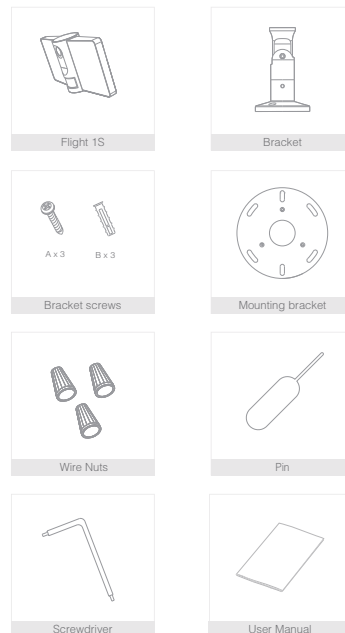 Flight 1S
Bracket
A x 3
B x 3
Bracket screws
Mounting bracket
Wire Nuts
Pin
Screwdriver
User Manual